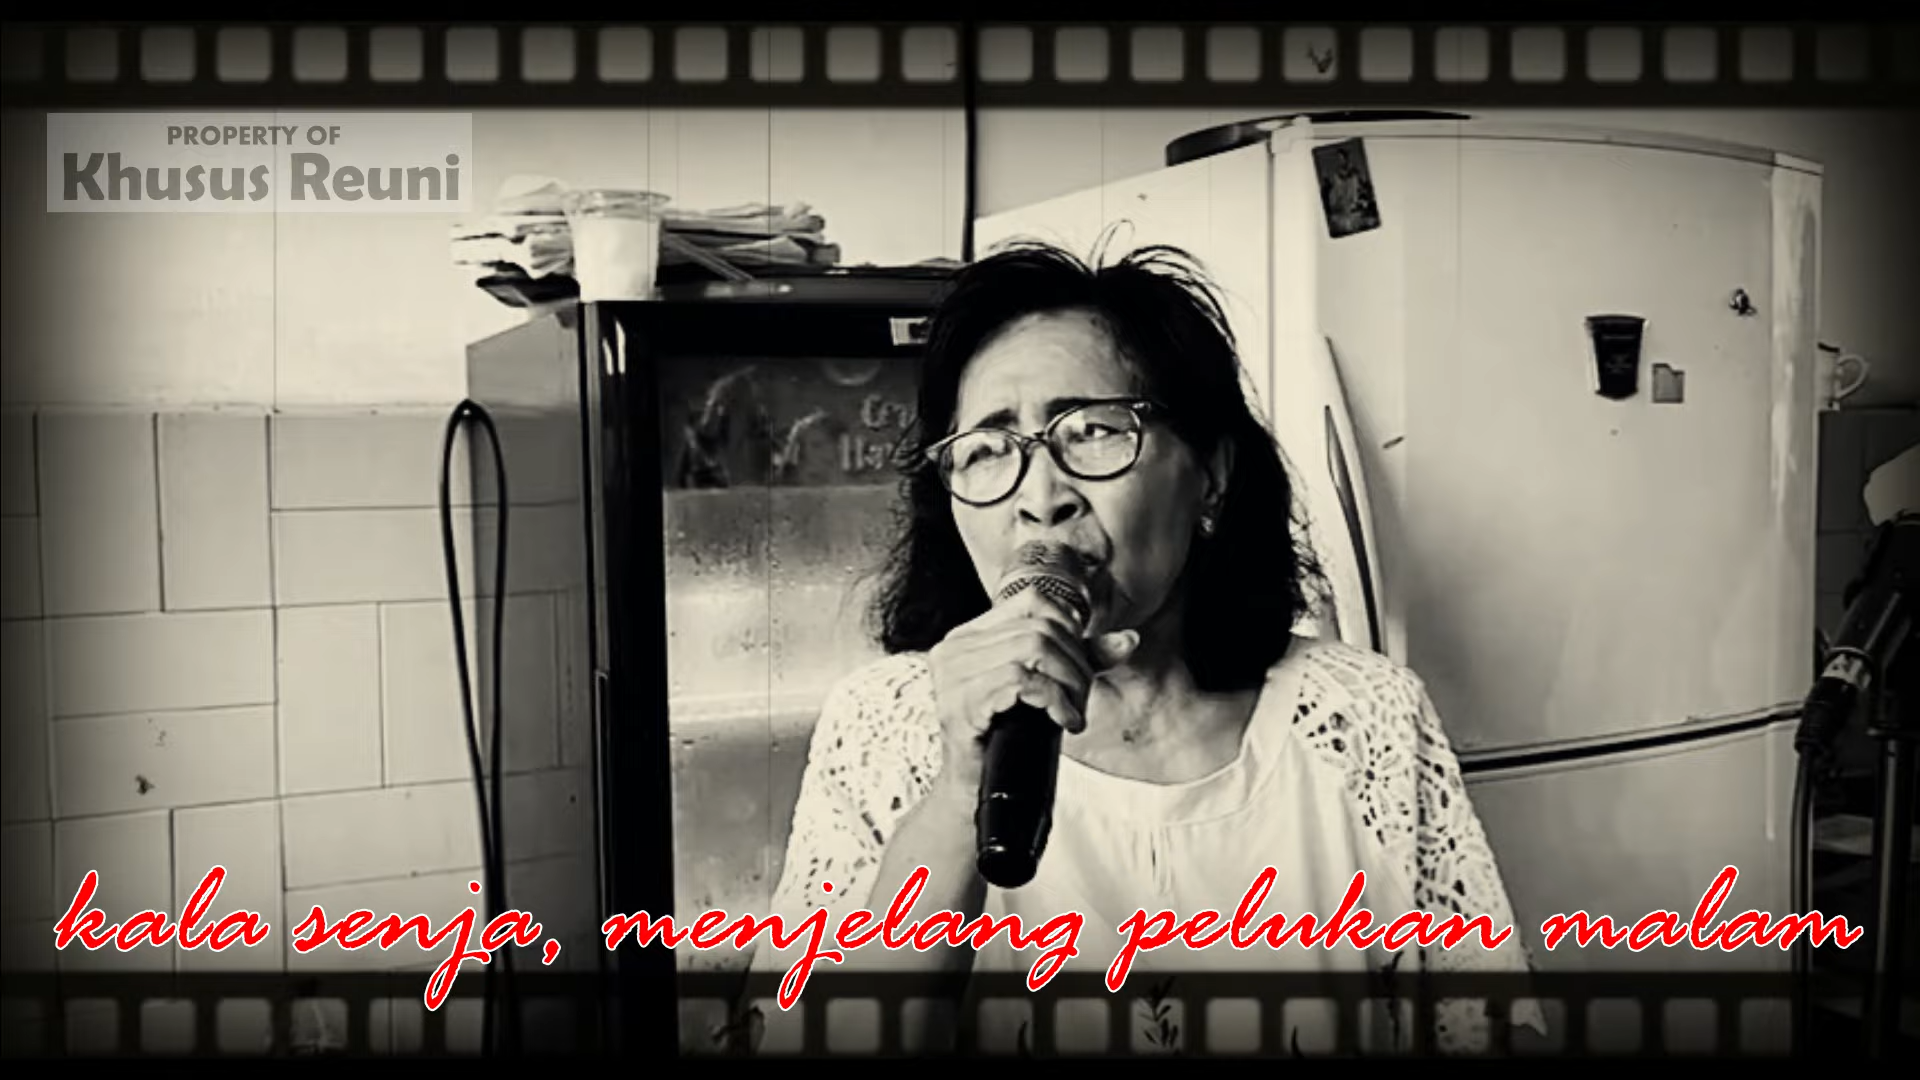 PROPERTY OF
Khusus Reuni
kala senja, menjelang pelukan malam